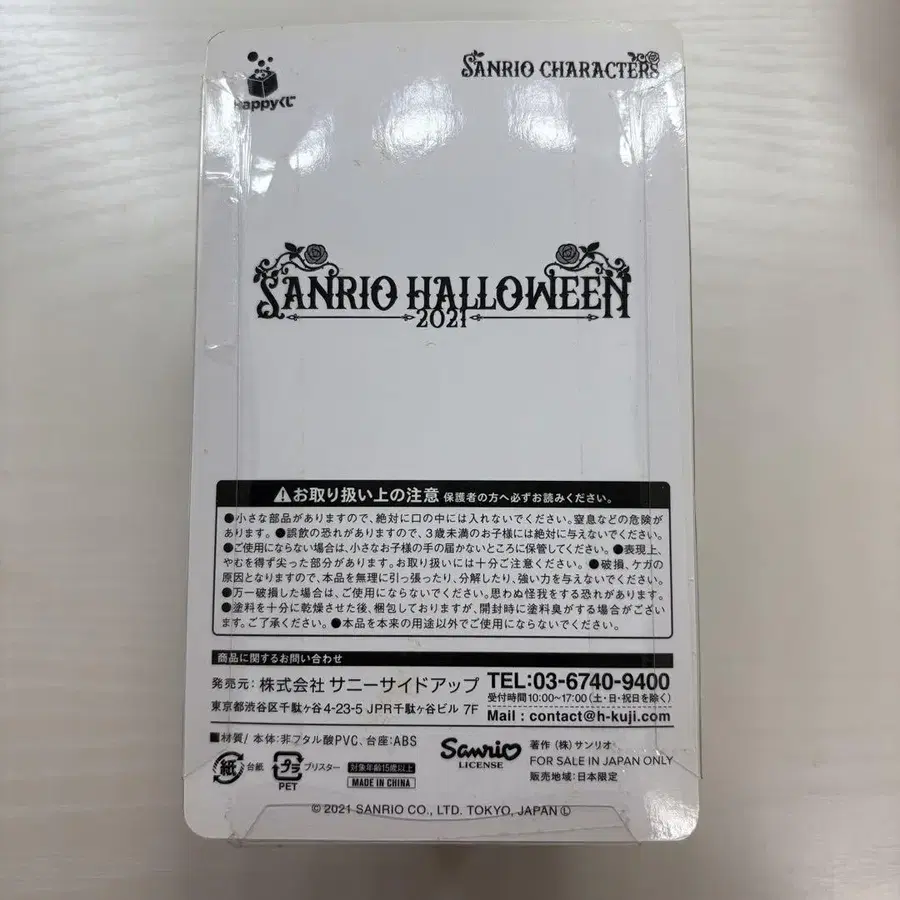 Happyくじ
SANRIO CHARACTERS
SANRIO HALLOWEEN
2021
⚠お取り扱い上の注意 保護者の方へ必ずお読みください。
●小さな部品がありますので、絶対に口の中には入れないでください。窒息などの危険が
あります。●誤飲の恐れがありますので、3歳未満のお子様には絶対に与えないでください。
●ご使用にならない場合は、小さなお子様の手の届かないところに保管してください。●表現上、
やむを得ず尖った部分があります。お取り扱いには十分ご注意ください。●破損、ケガの
原因となりますので、本品を無理に引っ張ったり、分解したり、強い力を与えないでください。
●万一破損した場合は、ご使用にならないでください。思わぬ怪我をする恐れがあります。
●塗料を十分に乾燥させた後、梱包しておりますが、開封時に塗料臭がする場合がござい
ます。ご了承ください。●本品を本来の用途以外でご使用にならないでください。
商品に関するお問い合わせ
発売元：株式会社 サニーサイドアップ
東京都渋谷区千駄ヶ谷4-23-5 JPR千駄ヶ谷ビル 7F
TEL:03-6740-9400
受付時間10:00~17:00(土・日・祝日を除く)
Mail : contact@h-kuji.com
■材質/ 本体:非フタル酸PVC、台座:ABS
紙 台紙
プラ ブリスター
PET
対象年齢15歳以上
MADE IN CHINA
Sanrio
LICENSE
著作 (株) サンリオ
FOR SALE IN JAPAN ONLY
販売地域:日本限定
© 2021 SANRIO CO., LTD. TOKYO, JAPAN Ⓛ